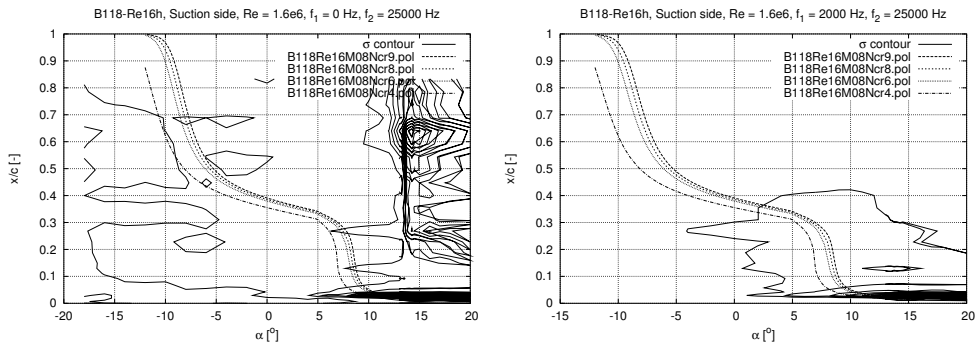 B118-Re16h, Suction side, Re = 1.6e6, f1 = 0 Hz, f2 = 25000 Hz
σ contour
B118Re16M08Ncr9.pol
B118Re16M08Ncr8.pol
B118Re16M08Ncr6.pol
B118Re16M08Ncr4.pol
x/c [-]
1
0.9
0.8
0.7
0.6
0.5
0.4
0.3
0.2
0.1
0
-20 -15 -10 -5 0 5 10 15 20
α [o]
B118-Re16h, Suction side, Re = 1.6e6, f1 = 2000 Hz, f2 = 25000 Hz
σ contour
B118Re16M08Ncr9.pol
B118Re16M08Ncr8.pol
B118Re16M08Ncr6.pol
B118Re16M08Ncr4.pol
x/c [-]
1
0.9
0.8
0.7
0.6
0.5
0.4
0.3
0.2
0.1
0
-15 -10 -5 0 5 10 15 20
α [o]